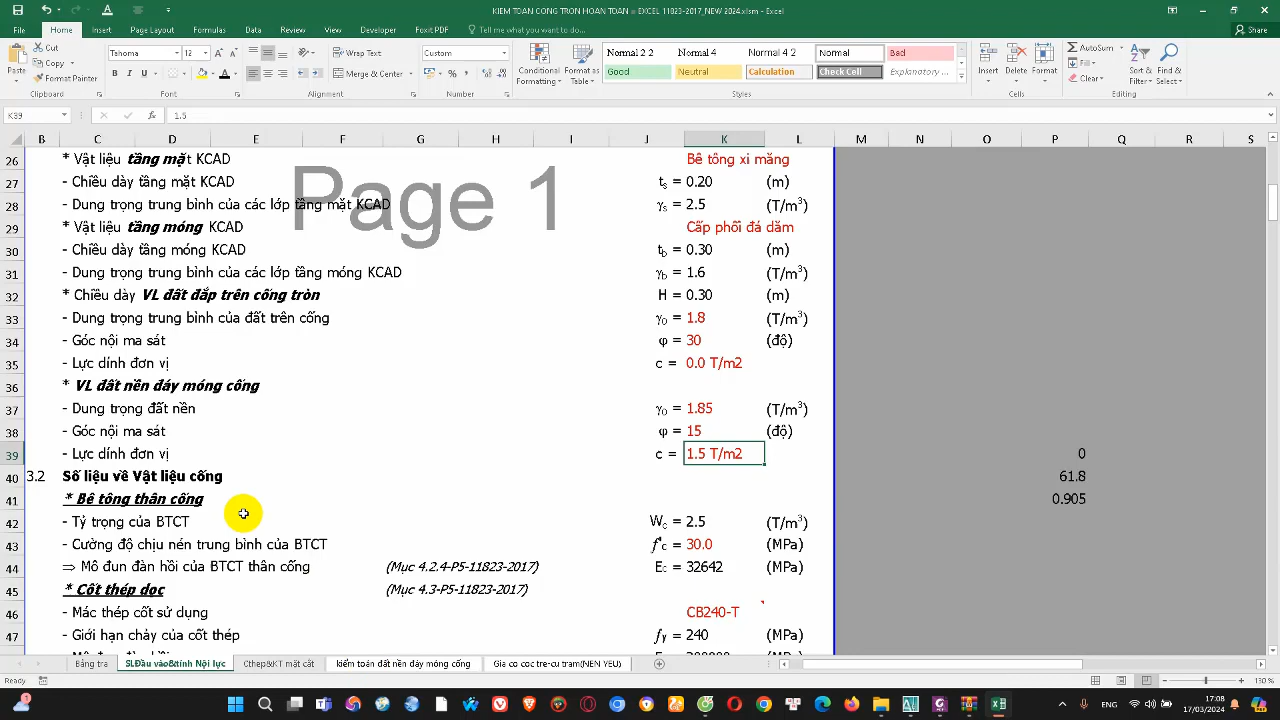 KIEM TOAN CONG TRON HOAN TOAN = EXCEL 11823-2017_NEW 2024.xlsm - Excel
File Home Insert Page Layout Formulas Data Review View Developer Foxit PDF Tell me what you want to do... Share
Cut Tahoma 12 Wrap Text Custom Normal 2 2 Normal 4 Normal 4 2 Normal Bad AutoSum
Copy Fill
Paste Format Painter Merge & Center Conditional Formatting Format as Table Good Neutral Calculation Check Cell Explanatory ... Insert Delete Format Clear Sort & Filter Find & Select
Clipboard Font Alignment Number Styles Cells Editing
K39 1.5
B C D E F G H I J K L M N O P Q R S
Page 1
26 * Vật liệu tầng mặt KCAD Bê tông xi măng
27 - Chiều dày tầng mặt KCAD ts = 0.20 (m)
28 - Dung trọng trung bình của các lớp tầng mặt KCAD γs = 2.5 (T/m³)
29 * Vật liệu tầng móng KCAD Cấp phối đá dăm
30 - Chiều dày tầng móng KCAD tb = 0.30 (m)
31 - Dung trọng trung bình của các lớp tầng móng KCAD γb = 1.6 (T/m³)
32 * Chiều dày VL đất đắp trên cống tròn H = 0.30 (m)
33 - Dung trọng trung bình của đất trên cống γ0 = 1.8 (T/m³)
34 - Góc nội ma sát φ = 30 (độ)
35 - Lực dính đơn vị c = 0.0 T/m2
36 * VL đất nền đáy móng cống
37 - Dung trọng đất nền γ0 = 1.85 (T/m³)
38 - Góc nội ma sát φ = 15 (độ)
39 - Lực dính đơn vị c = 1.5 T/m2 0
40 3.2 Số liệu về Vật liệu cống 61.8
41 * Bê tông thân cống 0.905
42 - Tỷ trọng của BTCT Wc = 2.5 (T/m³)
43 - Cường độ chịu nén trung bình của BTCT f'c = 30.0 (MPa)
44 ⇒ Mô đun đàn hồi của BTCT thân cống (Mục 4.2.4-P5-11823-2017) Ec = 32642 (MPa)
45 * Cốt thép dọc (Mục 4.3-P5-11823-2017)
46 - Mác thép cốt sử dụng CB240-T
47 - Giới hạn chảy của cốt thép fy = 240 (MPa)
Bảng tra SLĐầu vào&tính Nội lực Cthep&KT mặt cắt kiểm toán đất nền đáy móng cống Gia co coc tre-cu tram(NEN YEU)
Ready 130 %
17:08
17/03/2024